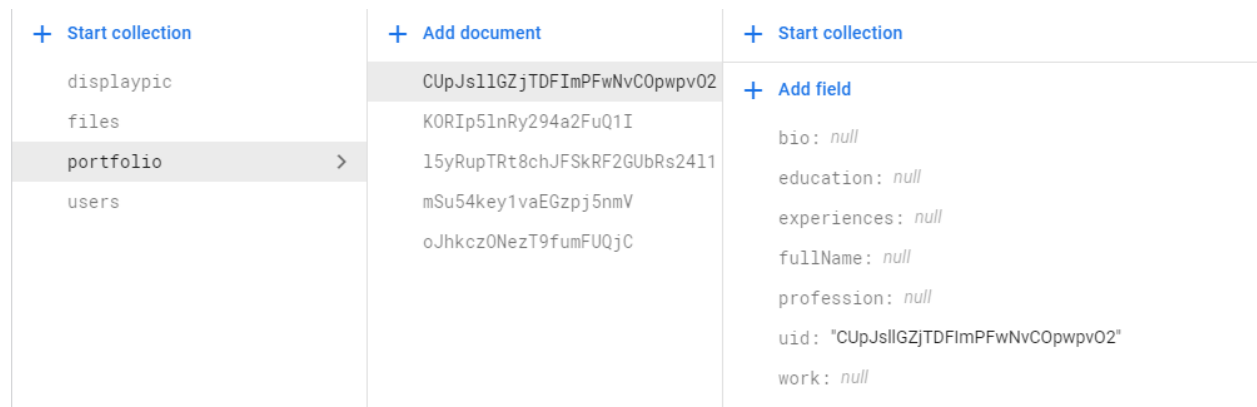 + Start collection
displaypic
files
portfolio >
users
+ Add document
CUpJsllGZjTDFImPFwNvCOpwpvO2
KORIp5lnRy294a2FuQ1I
l5yRupTRt8chJFSkRF2GUbRs24l1
mSu54key1vaEGzpj5nmV
oJhkczONezT9fumFUQjC
+ Start collection
+ Add field
bio: null
education: null
experiences: null
fullName: null
profession: null
uid: "CUpJsllGZjTDFImPFwNvCOpwpvO2"
work: null